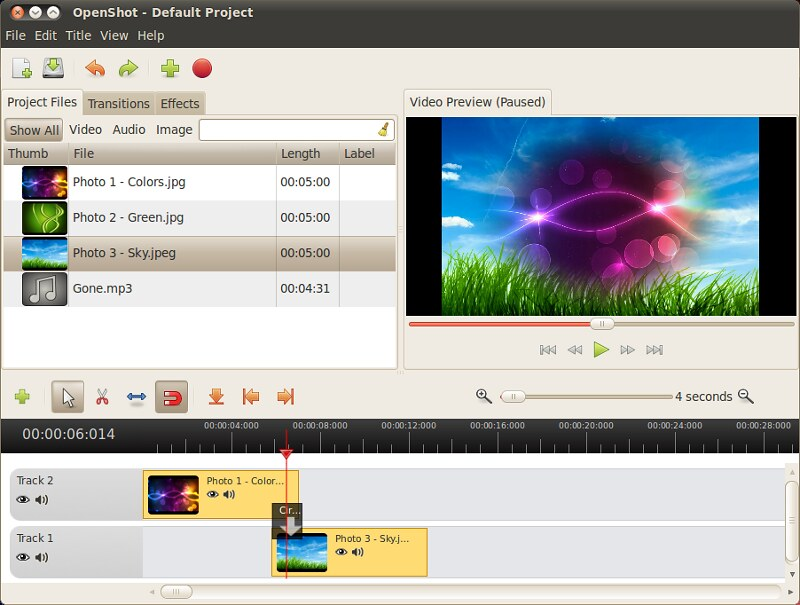 OpenShot - Default Project
File Edit Title View Help
Project Files Transitions Effects
Show All Video Audio Image
Thumb File Length Label
Photo 1 - Colors.jpg 00:05:00
Photo 2 - Green.jpg 00:05:00
Photo 3 - Sky.jpeg 00:05:00
Gone.mp3 00:04:31
Video Preview (Paused)
4 seconds
00:00:06:014
00:00:04:000 00:00:08:000 00:00:12:000 00:00:16:000 00:00:20:000 00:00:24:000 00:00:28:000
Track 2
Photo 1 - Color...
Cir...
Track 1
Photo 3 - Sky.j...